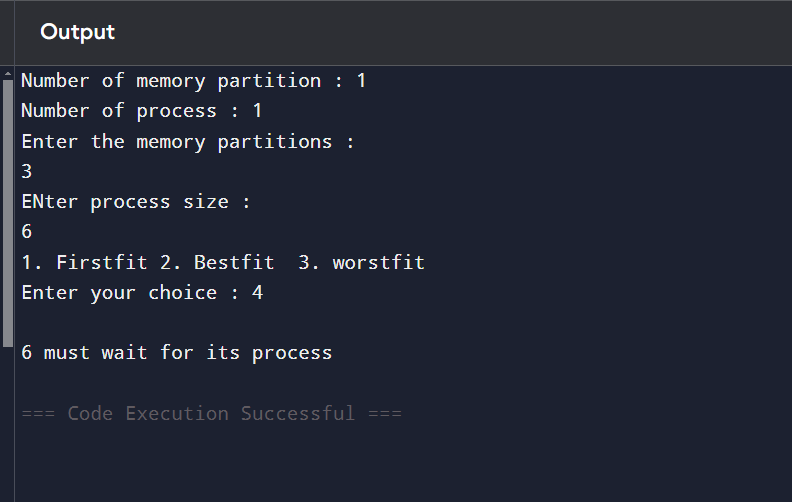 Output
Number of memory partition : 1
Number of process : 1
Enter the memory partitions :
3
ENter process size :
6
1. Firstfit 2. Bestfit  3. worstfit
Enter your choice : 4
6 must wait for its process
=== Code Execution Successful ===